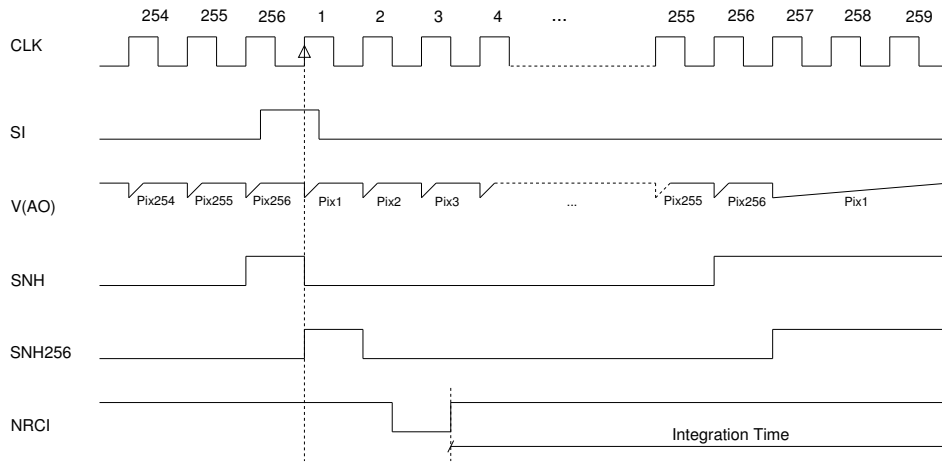 254 255 256 1 2 3 4 ... 255 256 257 258 259
CLK
SI
V(AO)
Pix254 Pix255 Pix256 Pix1 Pix2 Pix3 ... Pix255 Pix256 Pix1
SNH
SNH256
NRCI
Integration Time